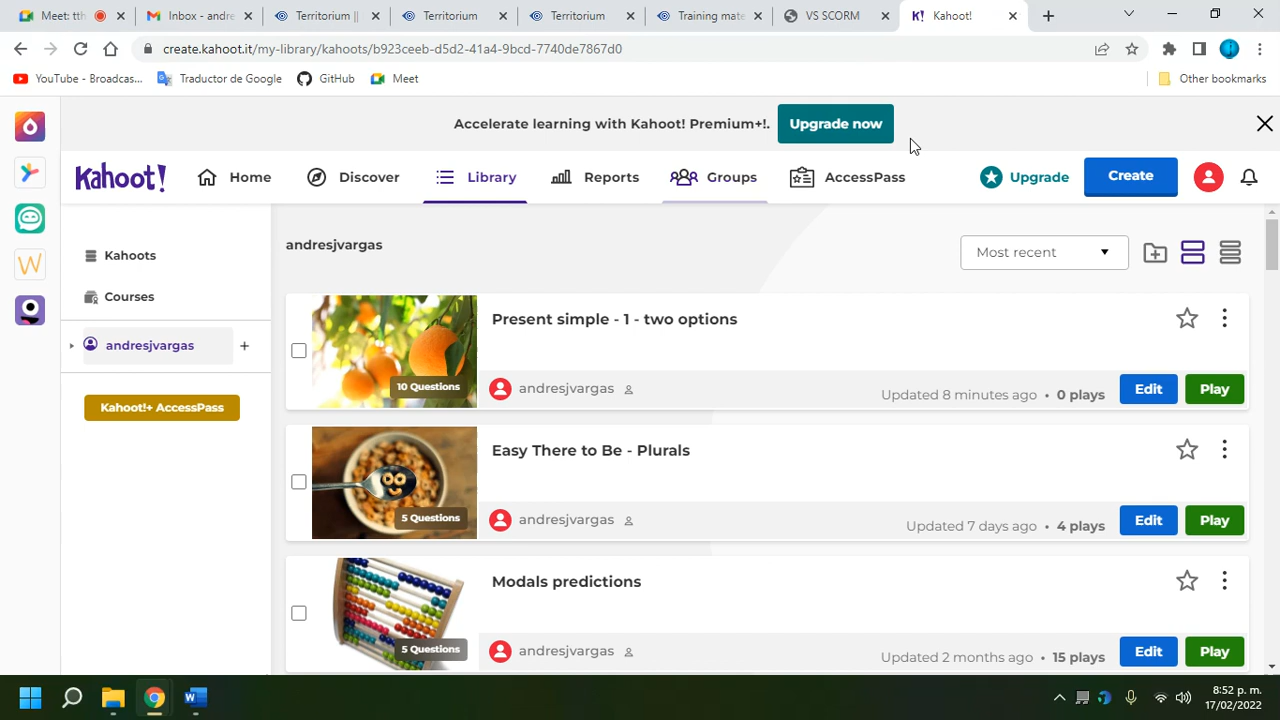 Meet: tth
Inbox - andre
Territorium ||
Territorium
Territorium
Training mate
VS SCORM
K! Kahoot!
create.kahoot.it/my-library/kahoots/b923ceeb-d5d2-41a4-9bcd-7740de7867d0
YouTube - Broadcas...
Traductor de Google
GitHub
Meet
Other bookmarks
Accelerate learning with Kahoot! Premium+!.
Upgrade now
Kahoot!
Home
Discover
Library
Reports
Groups
AccessPass
Upgrade
Create
Kahoots
Courses
andresjvargas
Kahoot!+ AccessPass
andresjvargas
Most recent
Present simple - 1 - two options
10 Questions
andresjvargas
Updated 8 minutes ago • 0 plays
Edit
Play
Easy There to Be - Plurals
5 Questions
andresjvargas
Updated 7 days ago • 4 plays
Edit
Play
Modals predictions
5 Questions
andresjvargas
Updated 2 months ago • 15 plays
Edit
Play
8:52 p. m.
17/02/2022